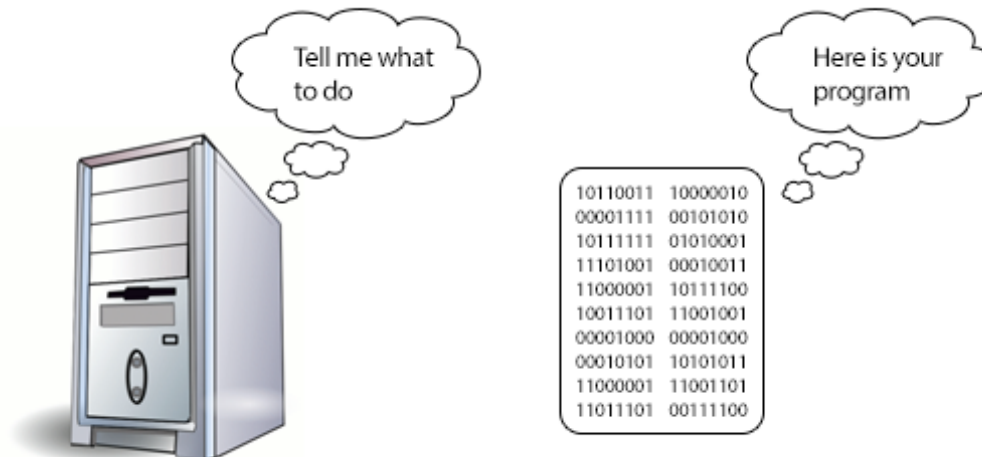 Tell me what
to do
Here is your
program
10110011 10000010
00001111 00101010
10111111 01010001
11101001 00010011
11000001 10111100
10011101 11001001
00001000 00001000
00010101 10101011
11000001 11001101
11011101 00111100